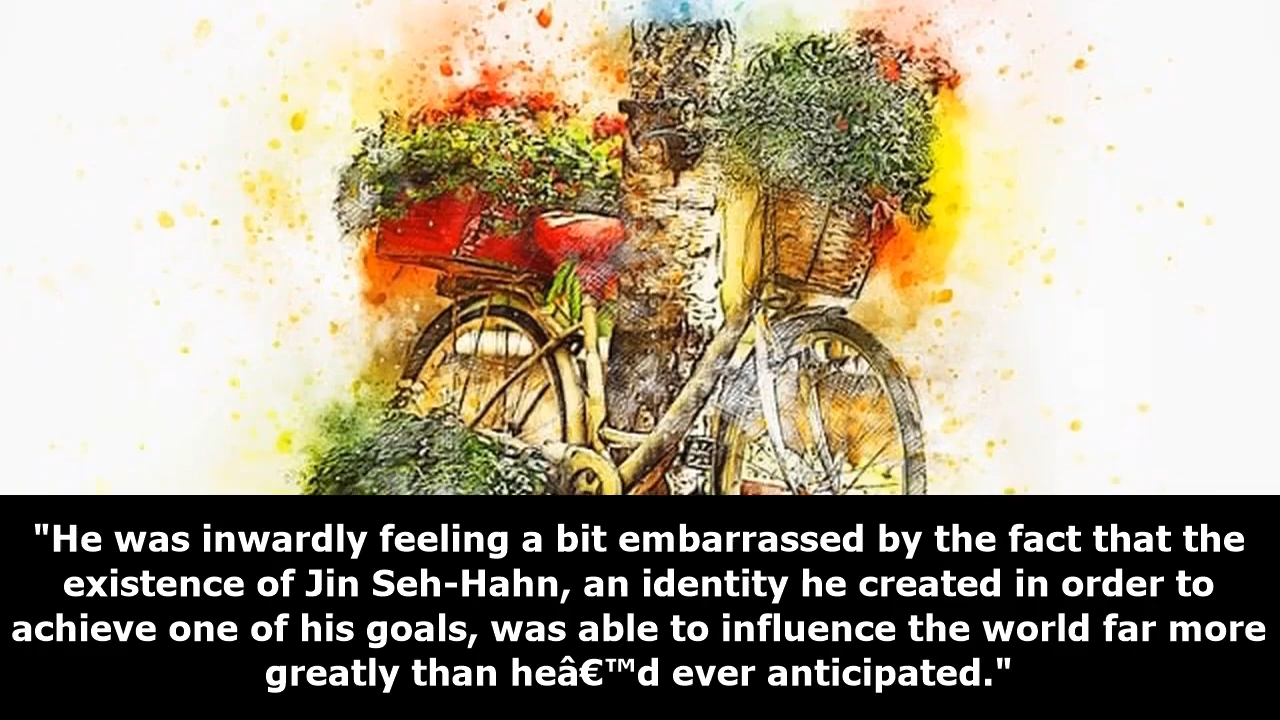 "He was inwardly feeling a bit embarrassed by the fact that the
existence of Jin Seh-Hahn, an identity he created in order to
achieve one of his goals, was able to influence the world far more
greatly than heâ€™d ever anticipated."